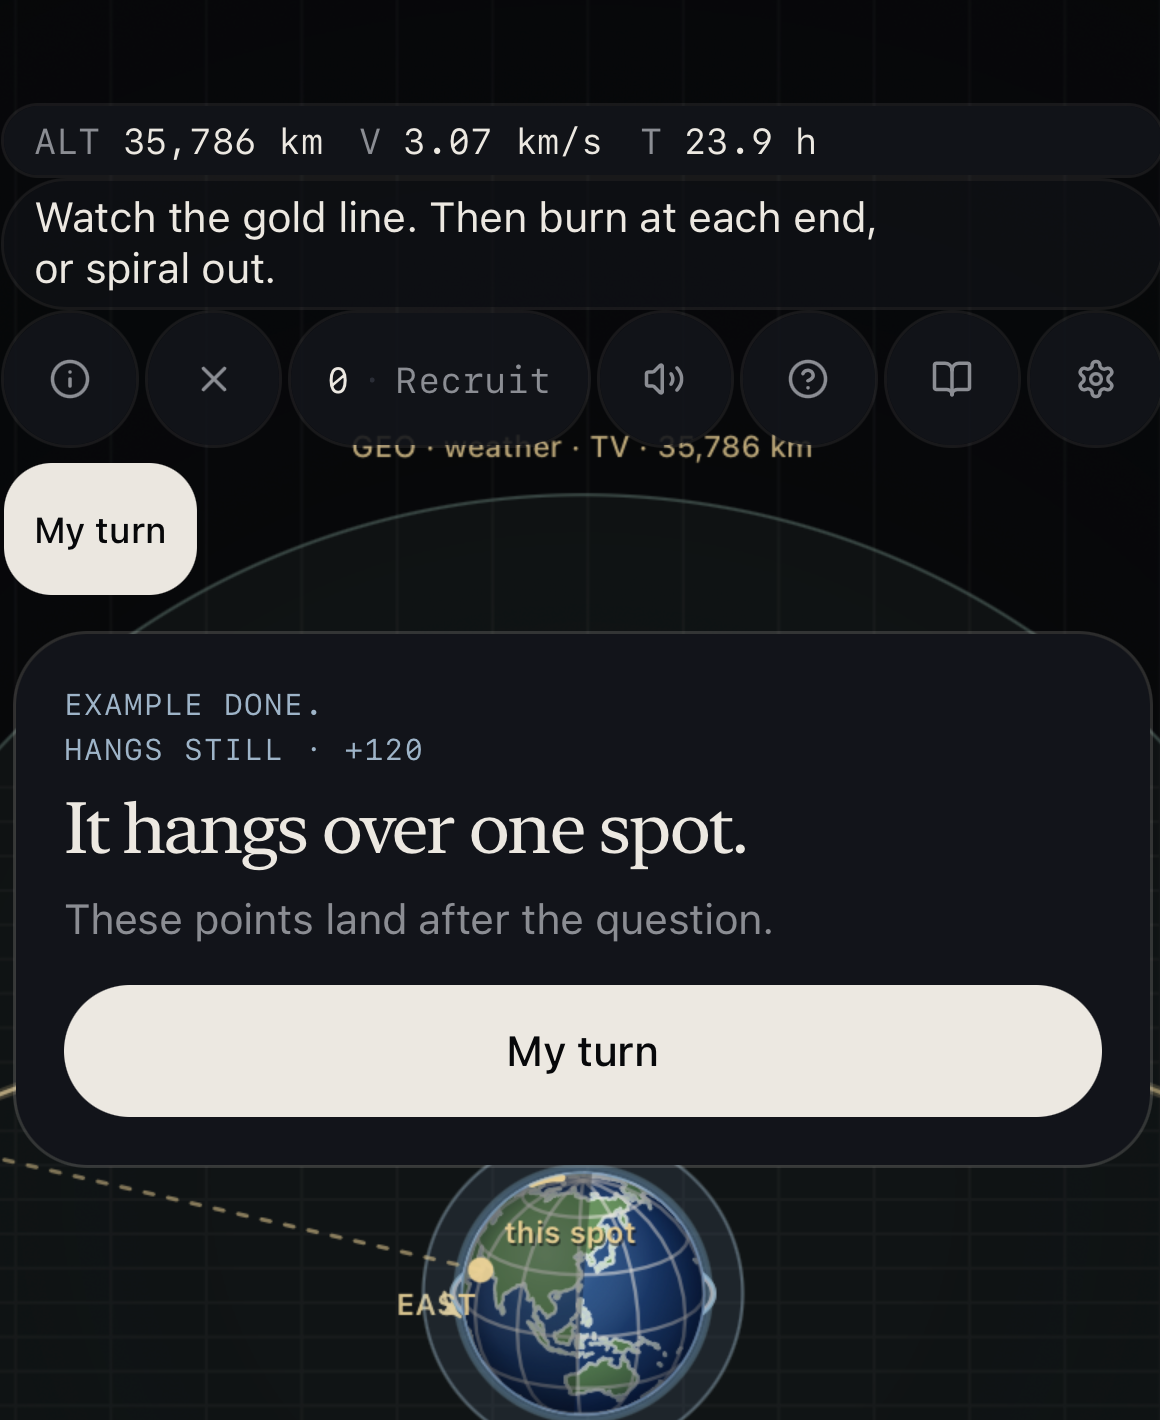 ALT 35,786 km V 3.07 km/s T 23.9 h
Watch the gold line. Then burn at each end,
or spiral out.
0 · Recruit
GEO · weather · TV · 35,786 km
My turn
EXAMPLE DONE.
HANGS STILL · +120
It hangs over one spot.
These points land after the question.
My turn
this spot
EAST